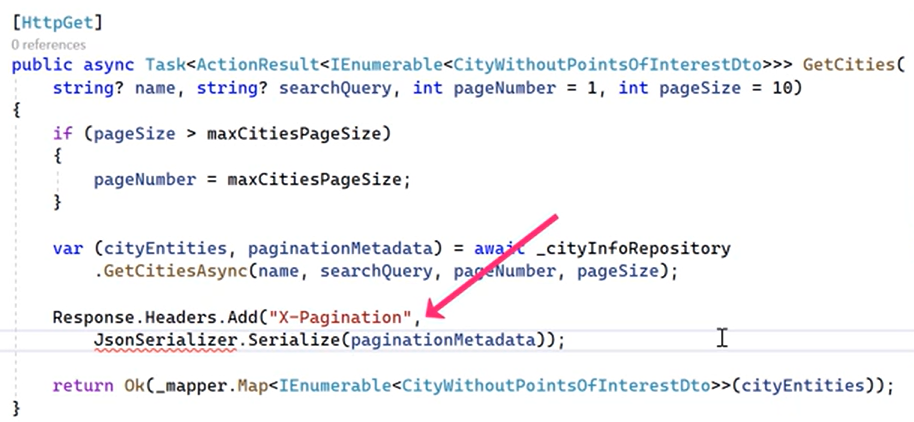 [HttpGet]
0 references
public async Task<ActionResult<IEnumerable<CityWithoutPointsOfInterestDto>>> GetCities(
string? name, string? searchQuery, int pageNumber = 1, int pageSize = 10)
{
if (pageSize > maxCitiesPageSize)
{
pageNumber = maxCitiesPageSize;
}
var (cityEntities, paginationMetadata) = await _cityInfoRepository
.GetCitiesAsync(name, searchQuery, pageNumber, pageSize);
Response.Headers.Add("X-Pagination",
JsonSerializer.Serialize(paginationMetadata));
return Ok(_mapper.Map<IEnumerable<CityWithoutPointsOfInterestDto>>(cityEntities));
}